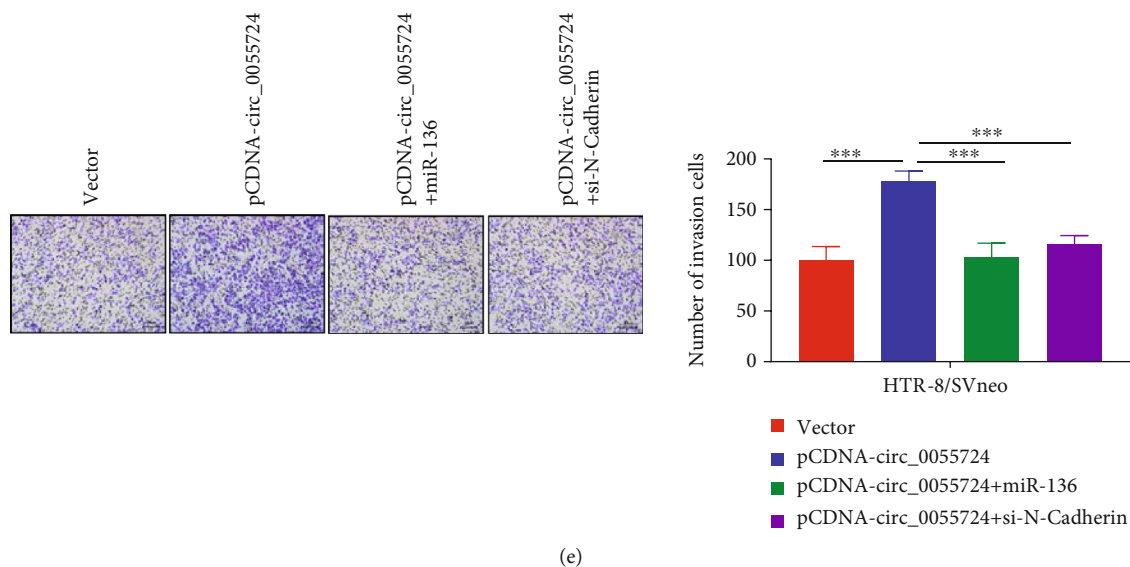 Vector
pCDNA-circ_0055724
pCDNA-circ_0055724
+miR-136
pCDNA-circ_0055724
+si-N-Cadherin
Number of invasion cells
200
150
100
50
0
***
***
***
HTR-8/SVneo
Vector
pCDNA-circ_0055724
pCDNA-circ_0055724+miR-136
pCDNA-circ_0055724+si-N-Cadherin
(e)